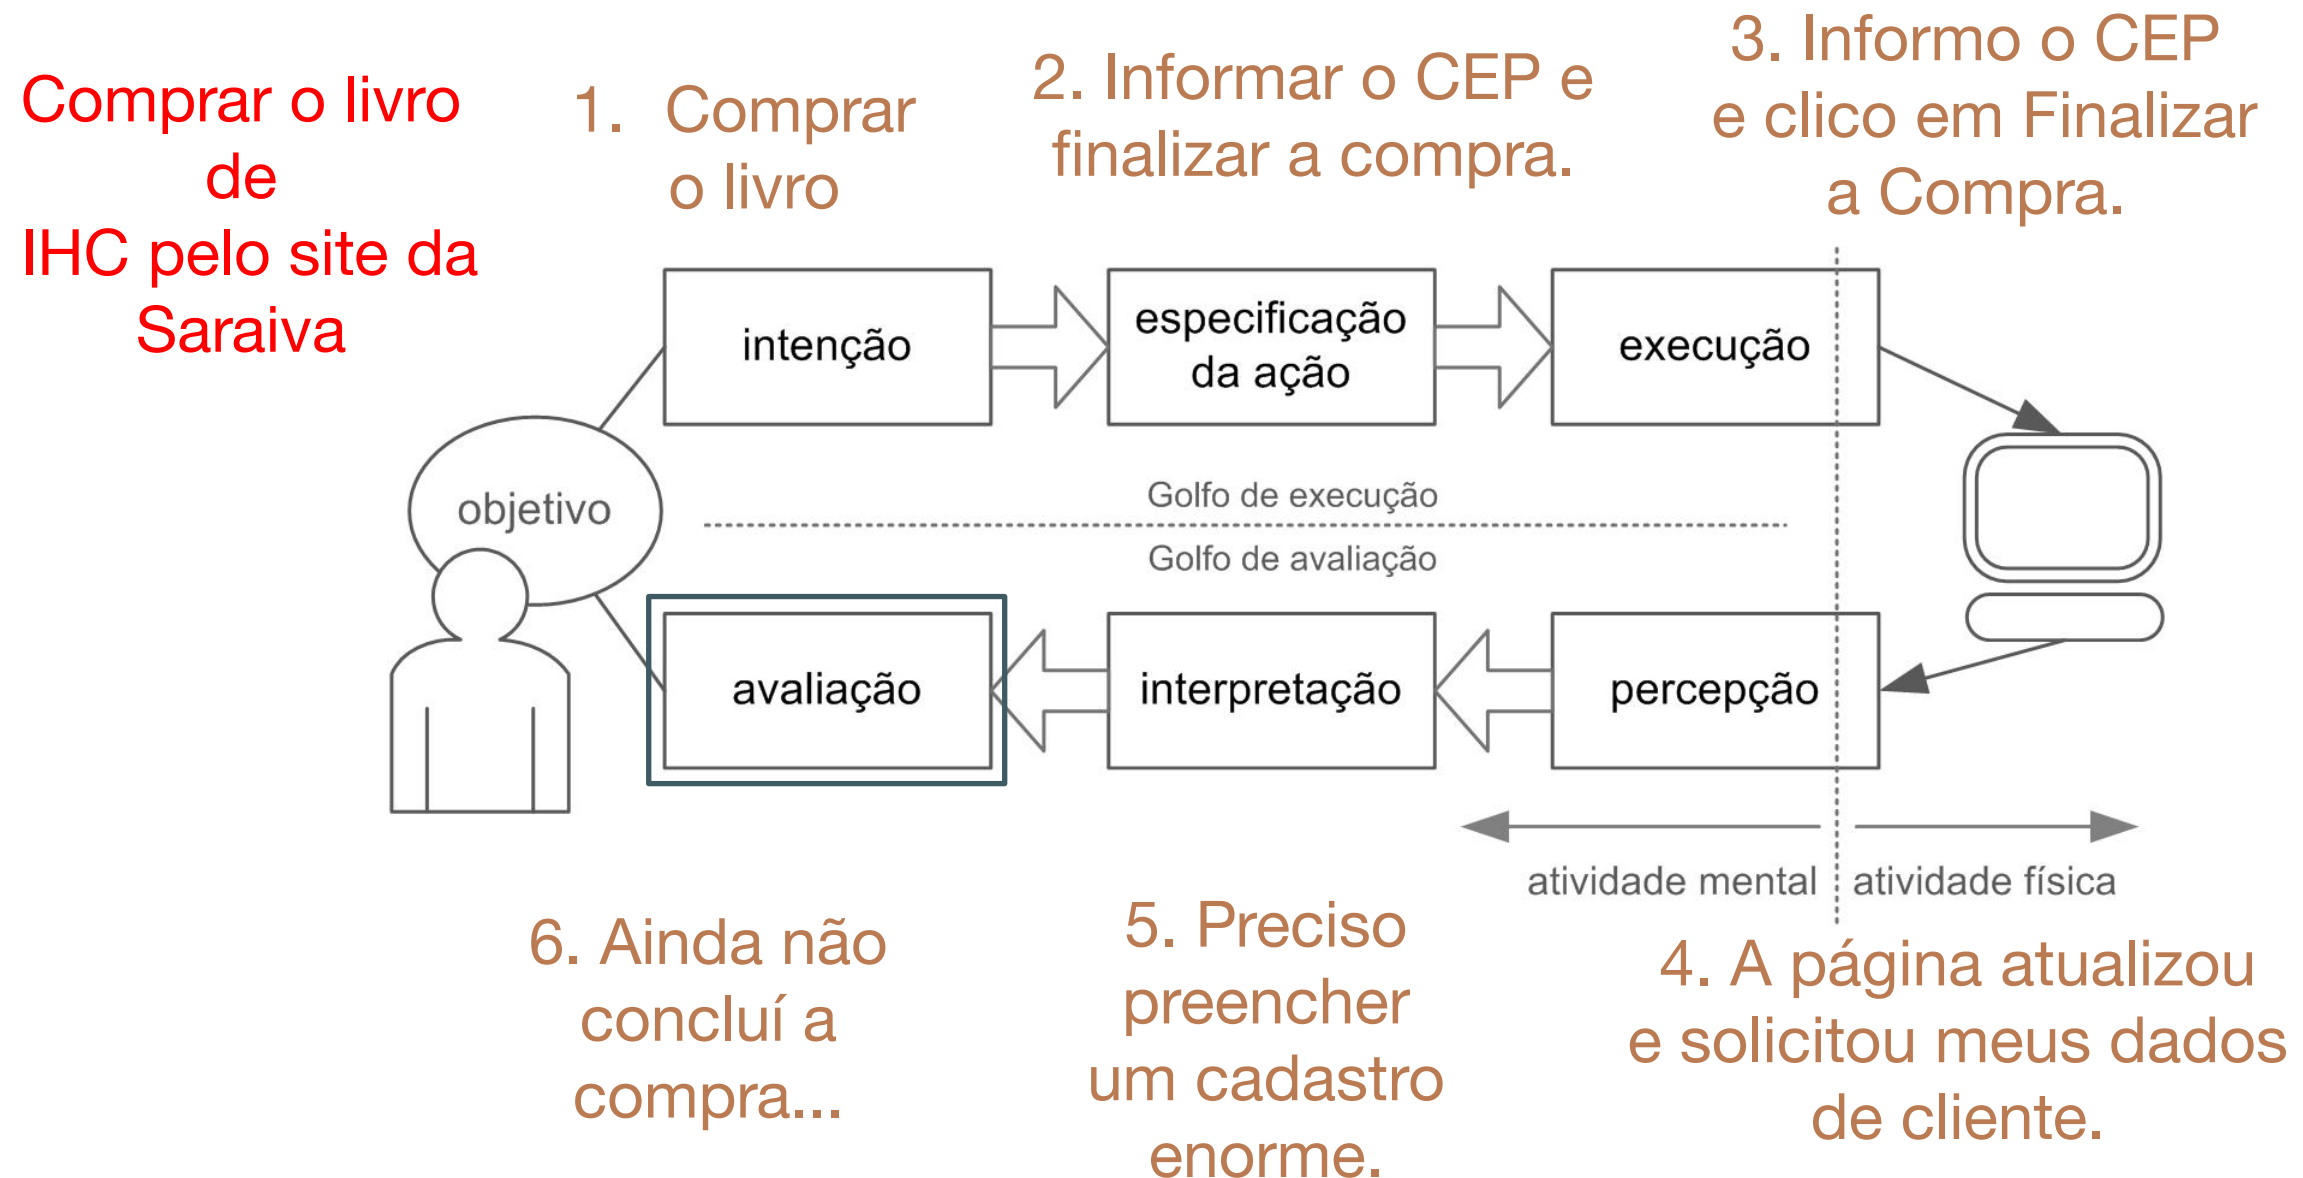 Comprar o livro
de
IHC pelo site da
Saraiva
1. Comprar
o livro
2. Informar o CEP e
finalizar a compra.
3. Informo o CEP
e clico em Finalizar
a Compra.
intenção
especificação
da ação
execução
objetivo
Golfo de execução
Golfo de avaliação
avaliação
interpretação
percepção
atividade mental
atividade física
6. Ainda não
concluí a
compra...
5. Preciso
preencher
um cadastro
enorme.
4. A página atualizou
e solicitou meus dados
de cliente.